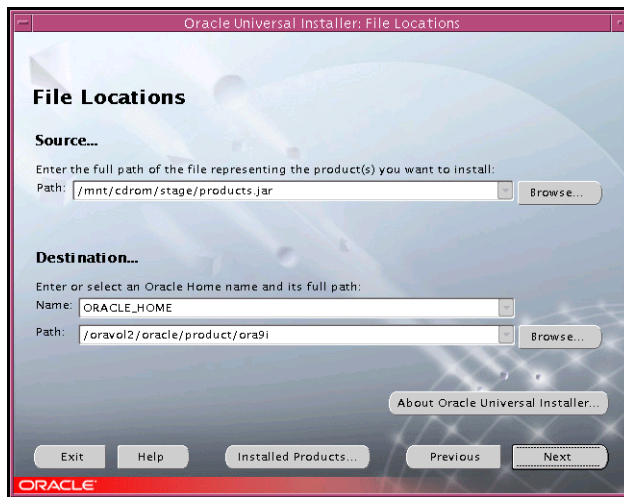 Oracle Universal Installer: File Locations
File Locations
Source...
Enter the full path of the file representing the product(s) you want to install:
Path: /mnt/cdrom/stage/products.jar Browse...
Destination...
Enter or select an Oracle Home name and its full path:
Name: ORACLE_HOME
Path: /oravol2/oracle/product/ora9i Browse...
About Oracle Universal Installer...
Exit Help Installed Products... Previous Next
ORACLE